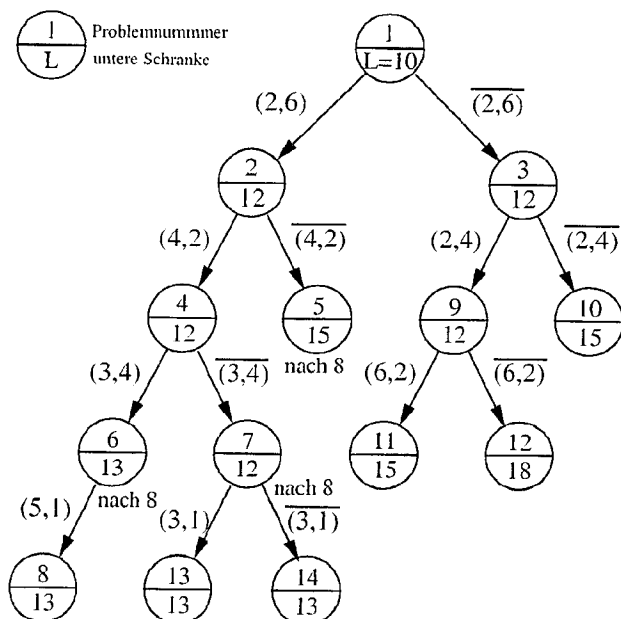 1 Problemnummer
L untere Schranke
1
L=10
(2,6) (2,6)
2 3
12 12
(4,2) (4,2) (2,4) (2,4)
4 5 9 10
12 15 12 15
nach 8
(3,4) (3,4) (6,2) (6,2)
6 7 11 12
13 12 15 18
nach 8 nach 8
(5,1) (3,1) (3,1)
8 13 14
13 13 13